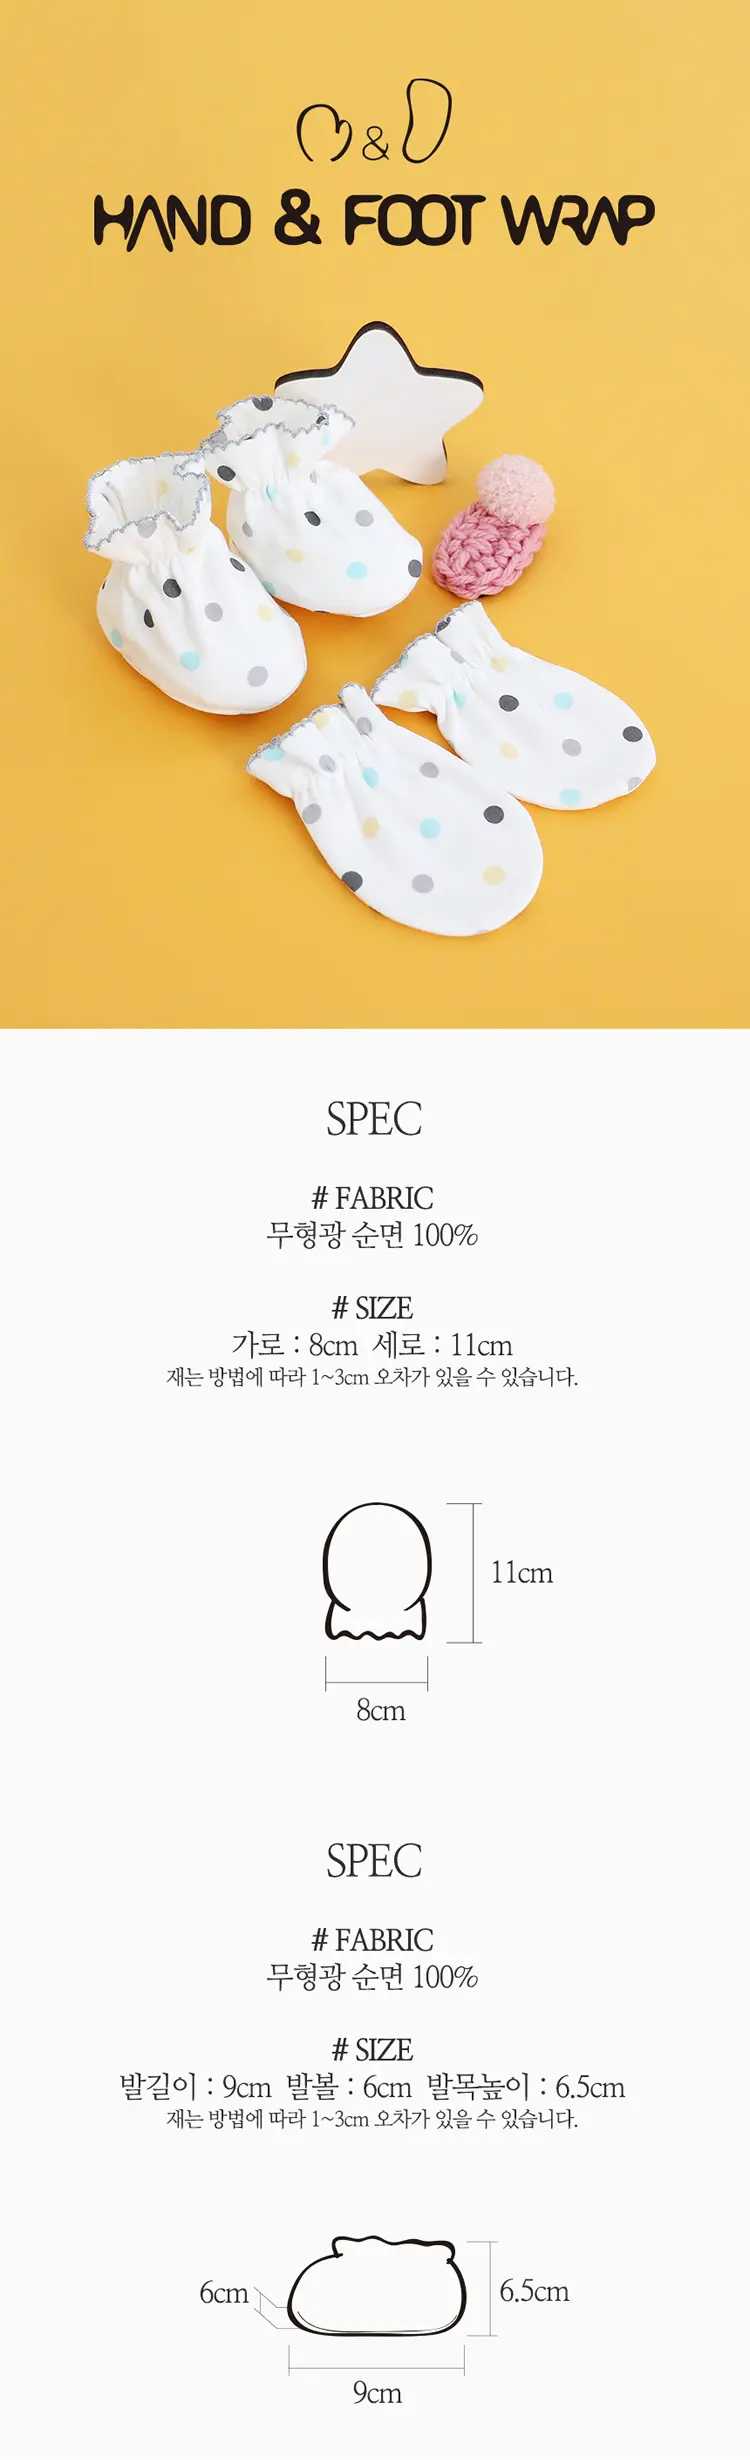 &
HAND & FOOT WRAP
SPEC
# FABRIC
무형광 순면 100%
# SIZE
가로 : 8cm 세로 : 11cm
재는 방법에 따라 1~3cm 오차가 있을 수 있습니다.
11cm
8cm
SPEC
# FABRIC
무형광 순면 100%
# SIZE
발길이 : 9cm 발볼 : 6cm 발목높이 : 6.5cm
재는 방법에 따라 1~3cm 오차가 있을 수 있습니다.
6cm
6.5cm
9cm